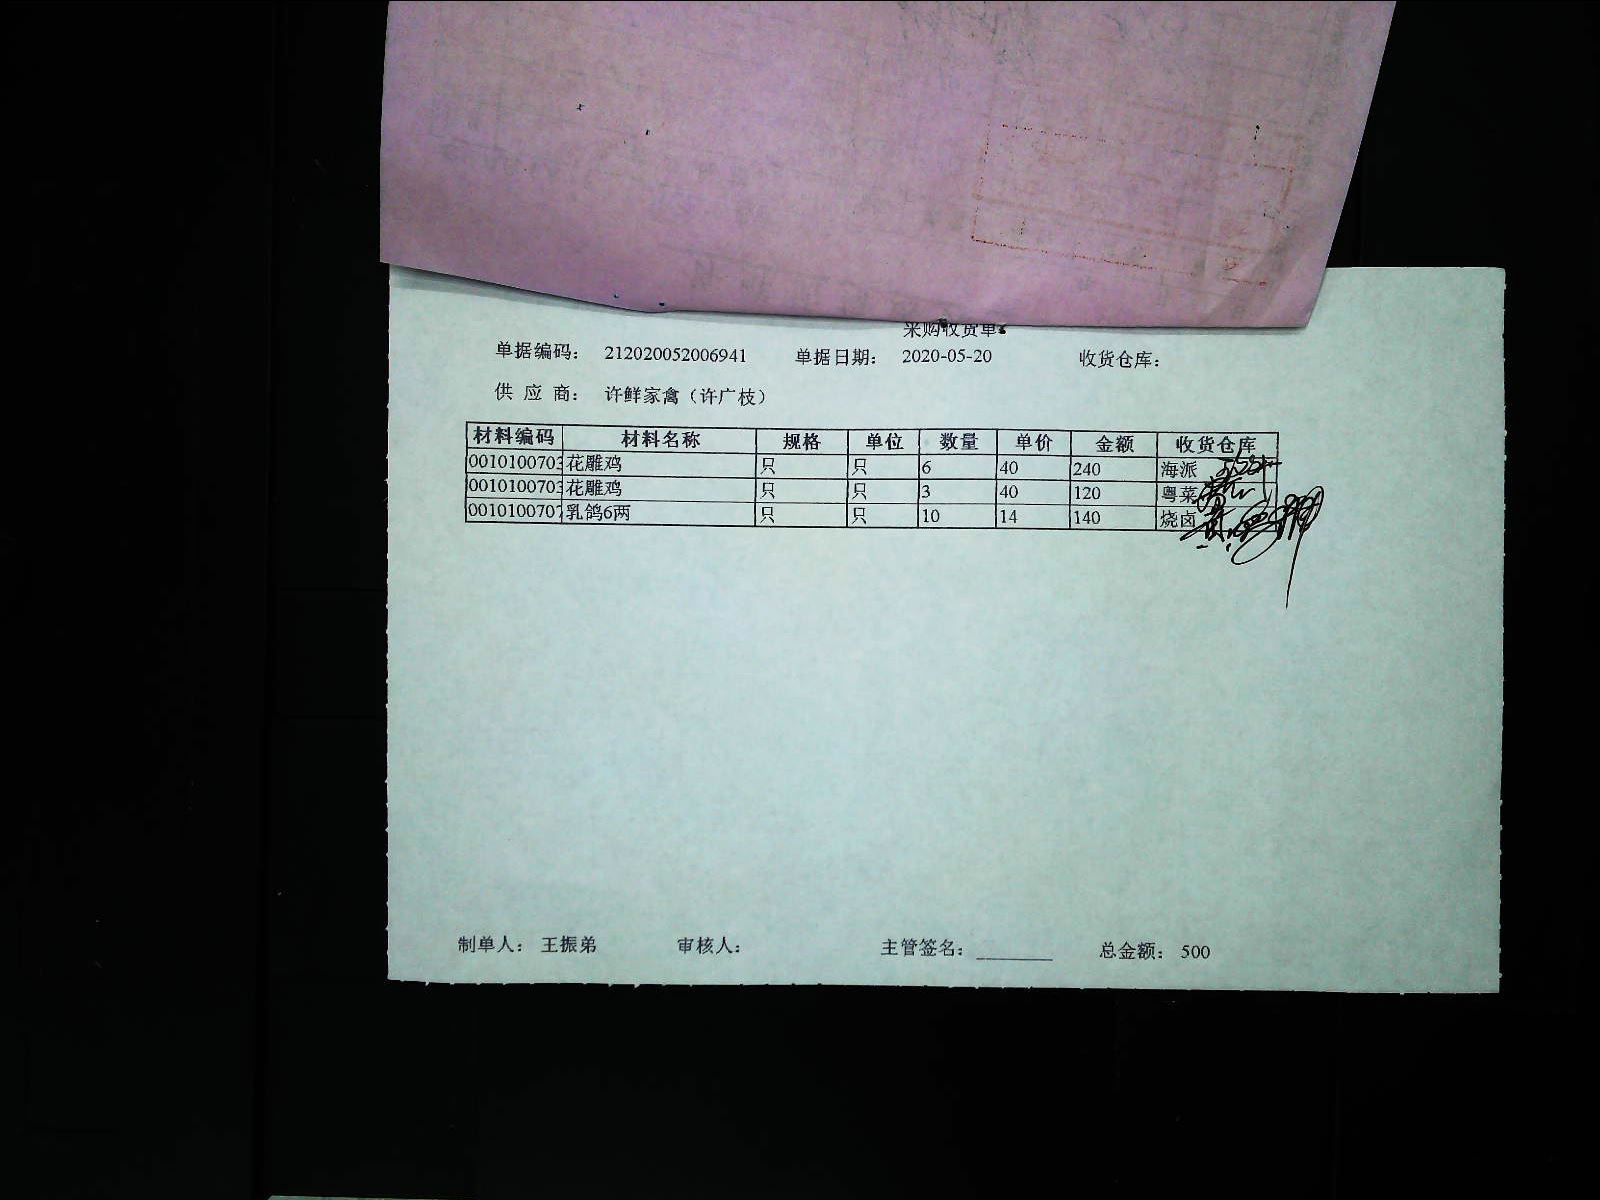 采购收货单
单据编码： 212020052006941 单据日期： 2020-05-20 收货仓库：
供 应 商： 许鲜家禽（许广枝）
材料编码 材料名称 规格 单位 数量 单价 金额 收货仓库
0010100703 花雕鸡 只 只 6 40 240 海派
0010100703 花雕鸡 只 只 3 40 120 粤菜
0010100707 乳鸽6两 只 只 10 14 140 烧卤
制单人： 王振弟 审核人： 主管签名： 总金额： 500